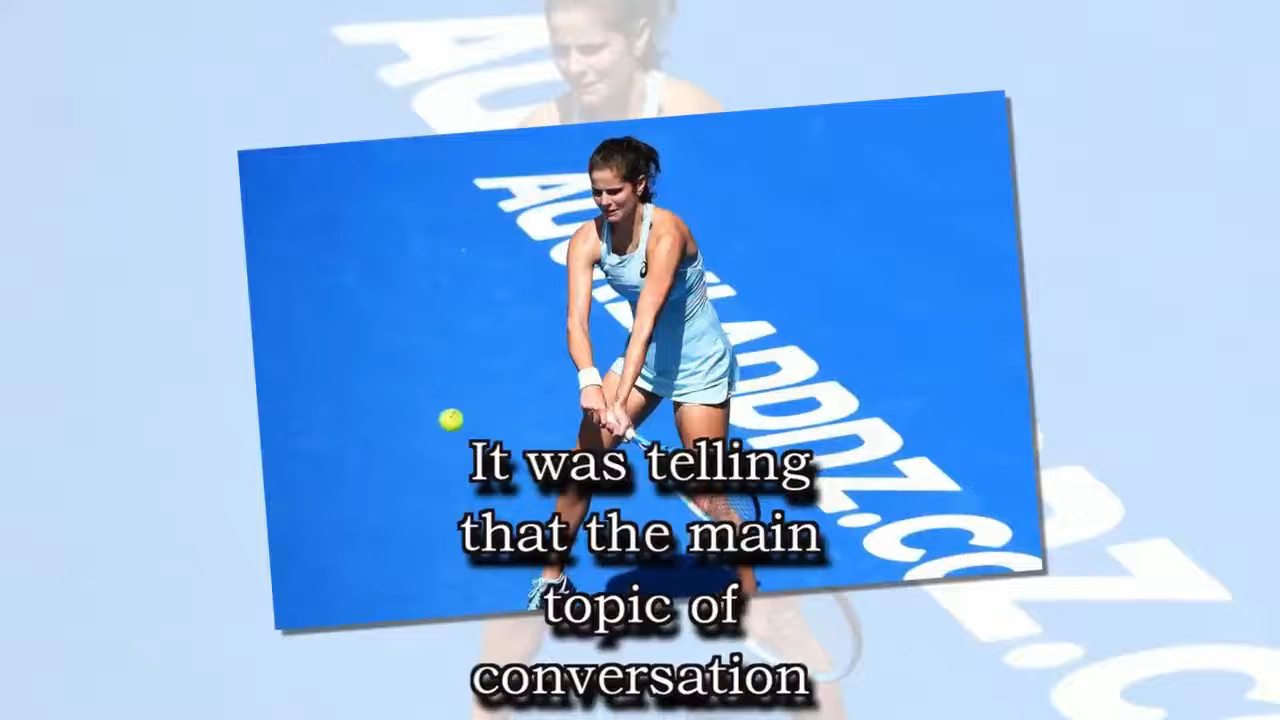 It was telling
that the main
topic of
conversation